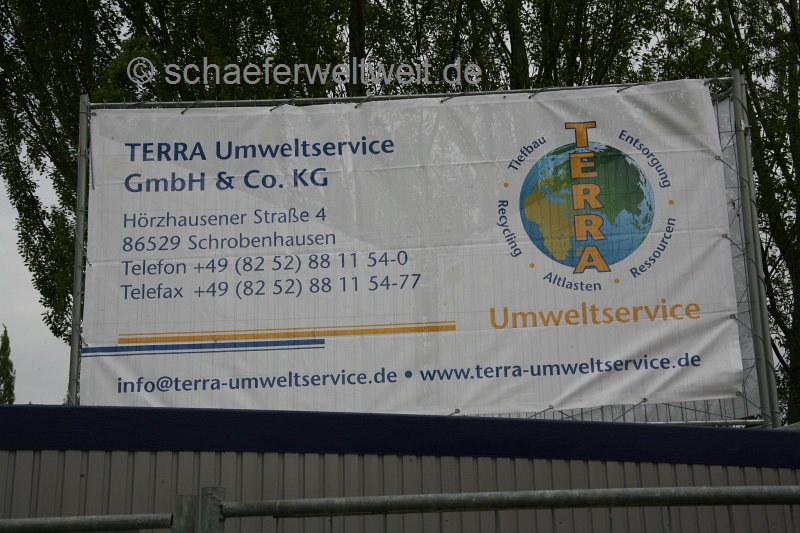 © schaeferweltweit.de
TERRA Umweltservice
GmbH & Co. KG
Hörzhausener Straße 4
86529 Schrobenhausen
Telefon +49 (82 52) 88 11 54-0
Telefax +49 (82 52) 88 11 54-77
info@terra-umweltservice.de • www.terra-umweltservice.de
TERRA
Tiefbau • Entsorgung • Ressourcen • Altlasten • Recycling •
Umweltservice